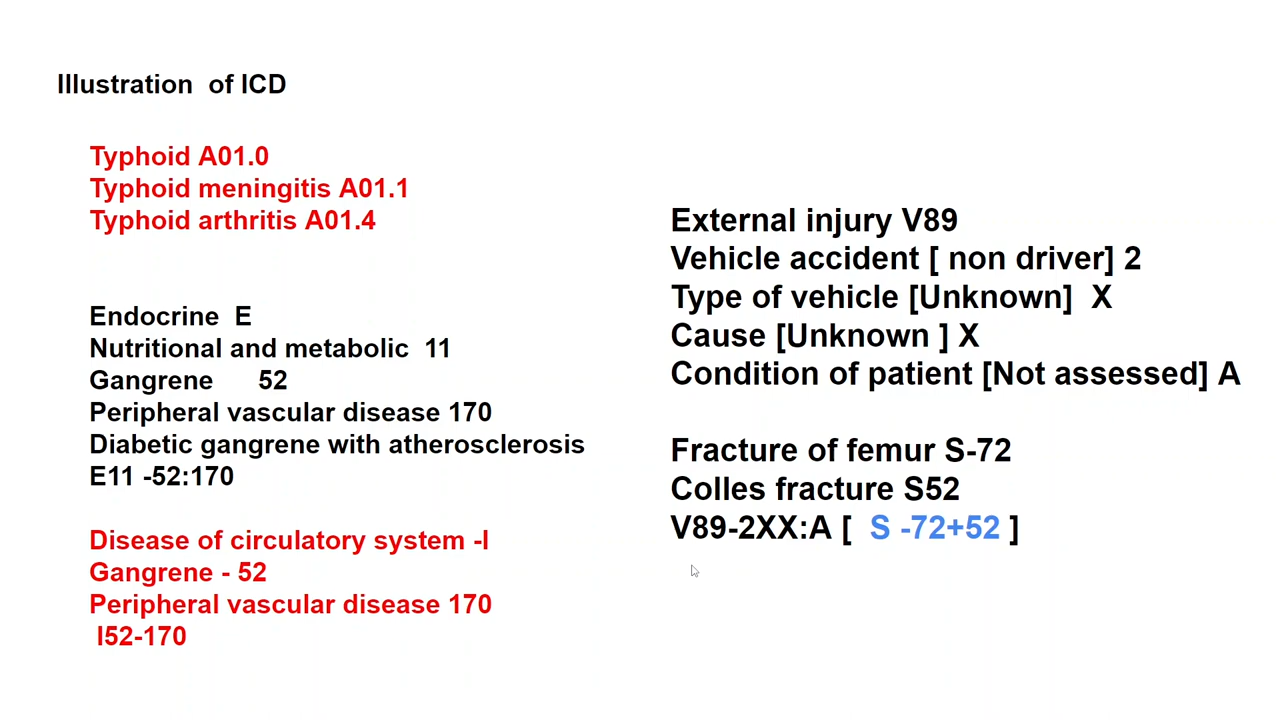 Illustration of ICD
Typhoid A01.0
Typhoid meningitis A01.1
Typhoid arthritis A01.4
Endocrine E
Nutritional and metabolic 11
Gangrene 52
Peripheral vascular disease 170
Diabetic gangrene with atherosclerosis
E11 -52:170
Disease of circulatory system -I
Gangrene - 52
Peripheral vascular disease 170
I52-170
External injury V89
Vehicle accident [ non driver] 2
Type of vehicle [Unknown] X
Cause [Unknown ] X
Condition of patient [Not assessed] A
Fracture of femur S-72
Colles fracture S52
V89-2XX:A [ S -72+52 ]